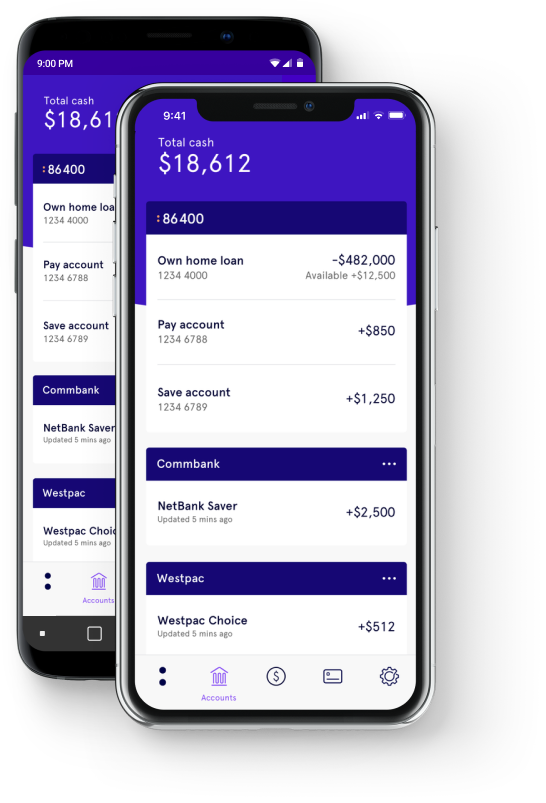 9:00 PM
Total cash
$18,61
:86400
Own home loa
1234 4000
Pay account
1234 6788
Save account
1234 6789
Commbank
NetBank Saver
Updated 5 mins ago
Westpac
Westpac Choic
Updated 5 mins ago
Accounts
9:41
Total cash
$18,612
:86400
Own home loan -$482,000
1234 4000 Available +$12,500
Pay account
1234 6788 +$850
Save account
1234 6789 +$1,250
Commbank
NetBank Saver
Updated 5 mins ago +$2,500
Westpac
Westpac Choice
Updated 5 mins ago +$512
$
Accounts